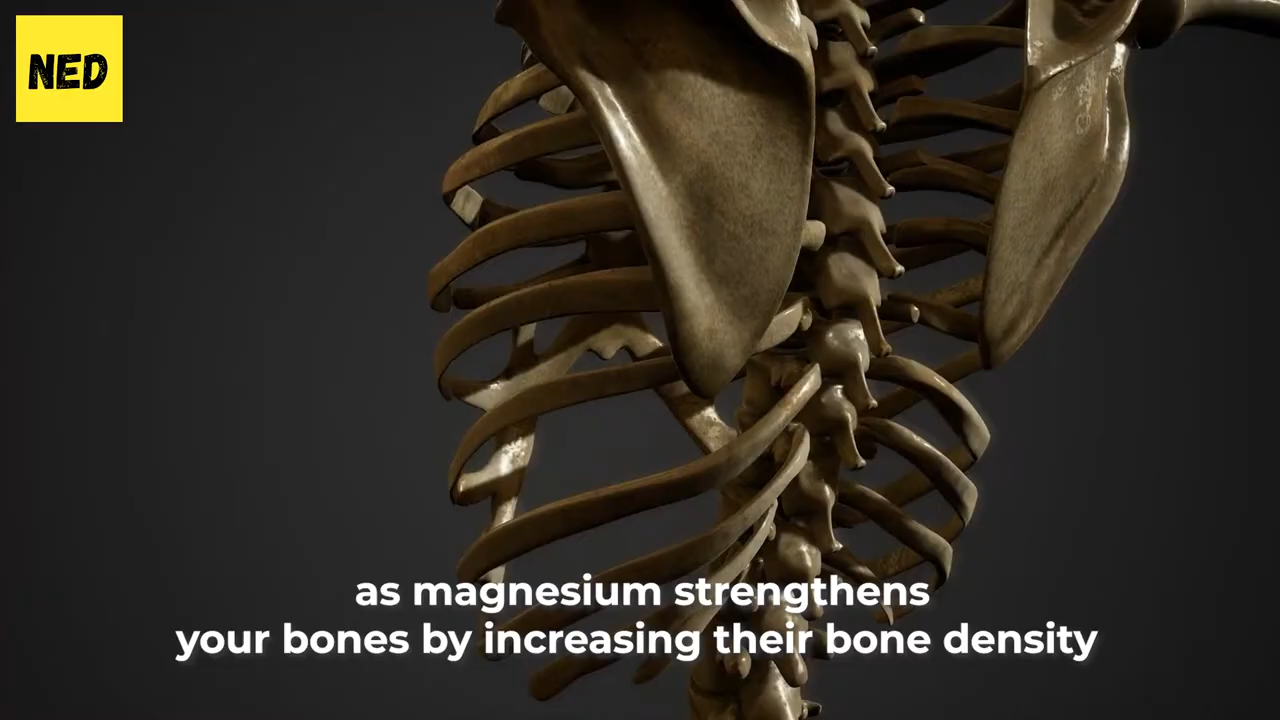 NED
as magnesium strengthens
your bones by increasing their bone density